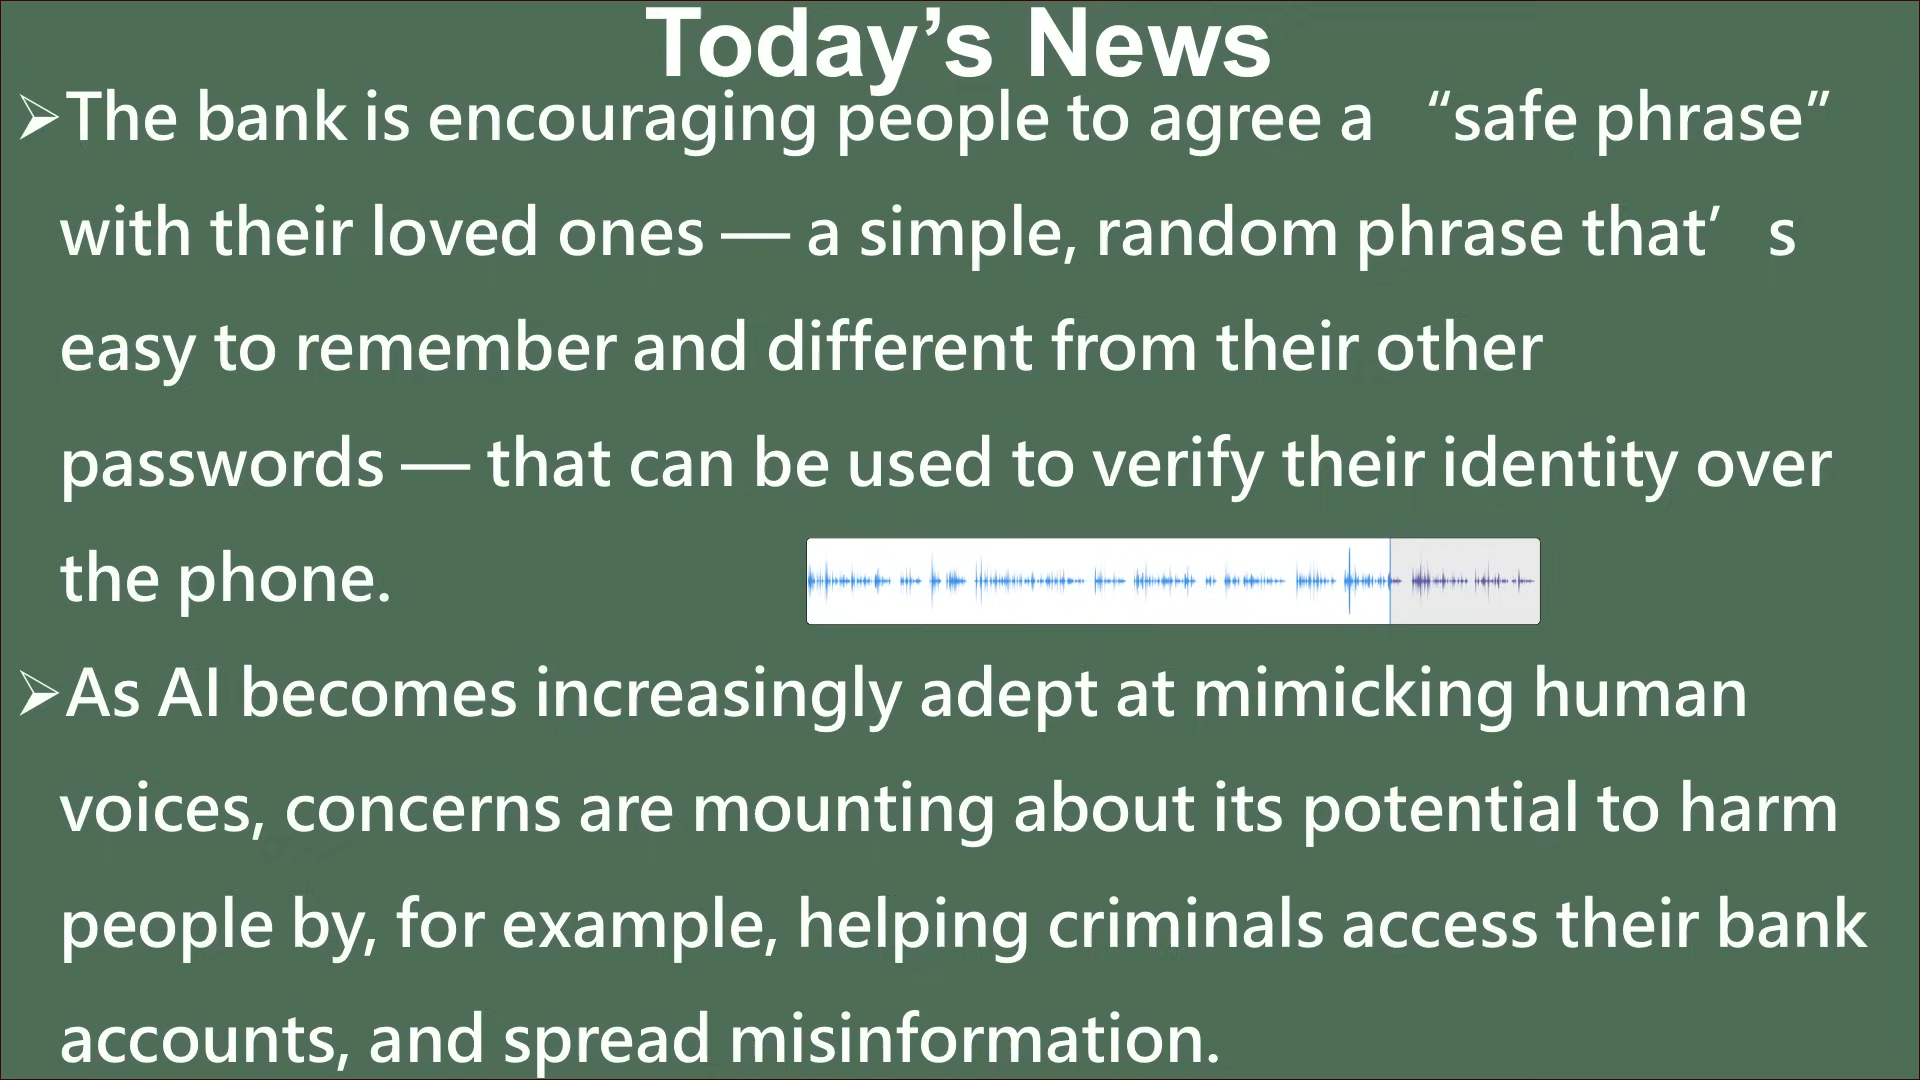 Today’s News
➢The bank is encouraging people to agree a “safe phrase”
with their loved ones — a simple, random phrase that’ s
easy to remember and different from their other
passwords — that can be used to verify their identity over
the phone.
➢As AI becomes increasingly adept at mimicking human
voices, concerns are mounting about its potential to harm
people by, for example, helping criminals access their bank
accounts, and spread misinformation.